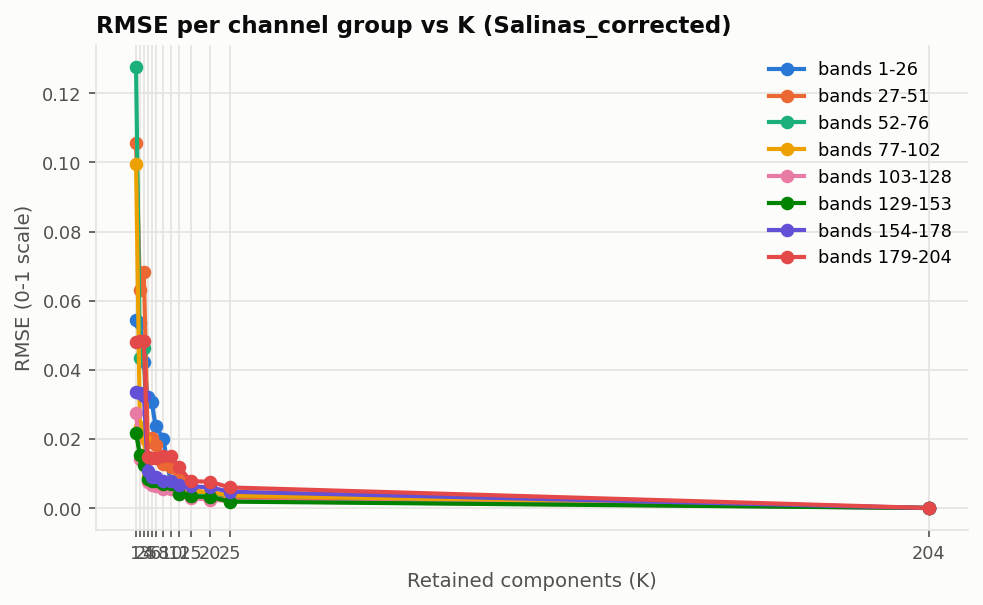 RMSE per channel group vs K (Salinas_corrected)
RMSE (0-1 scale)
0.12
0.10
0.08
0.06
0.04
0.02
0.00
bands 1-26
bands 27-51
bands 52-76
bands 77-102
bands 103-128
bands 129-153
bands 154-178
bands 179-204
20
25
204
Retained components (K)